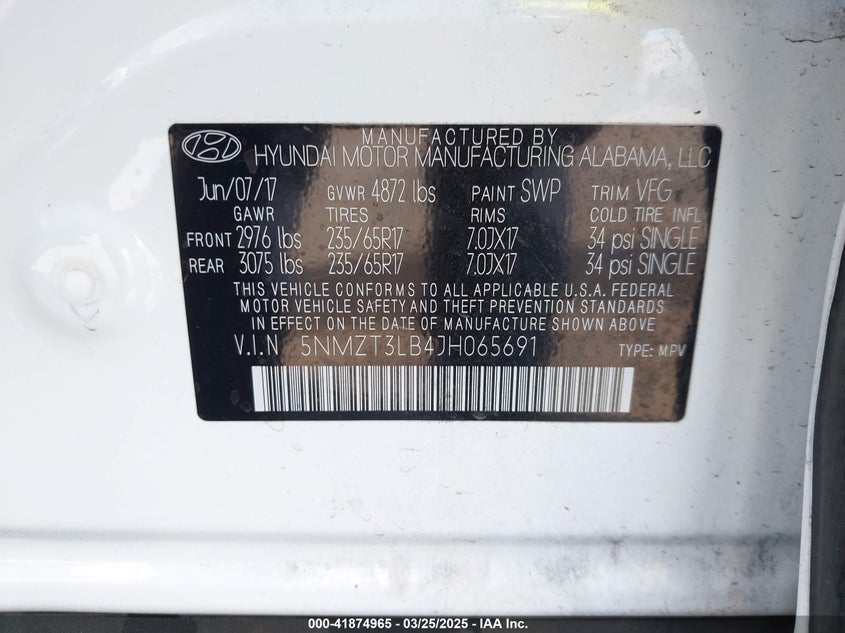 MANUFACTURED BY
HYUNDAI MOTOR MANUFACTURING ALABAMA, LLC
Jun/07/17 GVWR 4872 lbs PAINT SWP TRIM VFG
GAWR TIRES RIMS COLD TIRE INFL
FRONT 2976 lbs 235/65R17 7.0JX17 34 psi SINGLE
REAR 3075 lbs 235/65R17 7.0JX17 34 psi SINGLE
THIS VEHICLE CONFORMS TO ALL APPLICABLE U.S.A. FEDERAL
MOTOR VEHICLE SAFETY AND THEFT PREVENTION STANDARDS
IN EFFECT ON THE DATE OF MANUFACTURE SHOWN ABOVE
V.I.N 5NMZT3LB4JH065691 TYPE: MPV
000-41874965 — 03/25/2025 — IAA Inc.